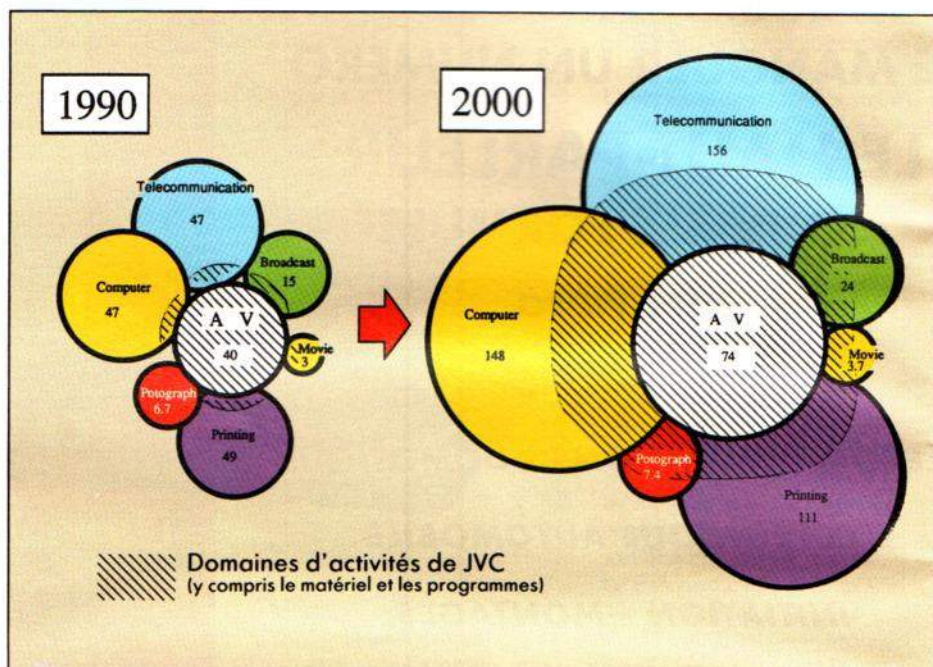 1990
Telecommunication
47
Computer
47
Broadcast
15
A V
40
Movie
3
Potograph
6.7
Printing
49
2000
Telecommunication
156
Computer
148
Broadcast
24
A V
74
Movie
3.7
Potograph
7.4
Printing
111
Domaines d'activités de JVC
(y compris le matériel et les programmes)